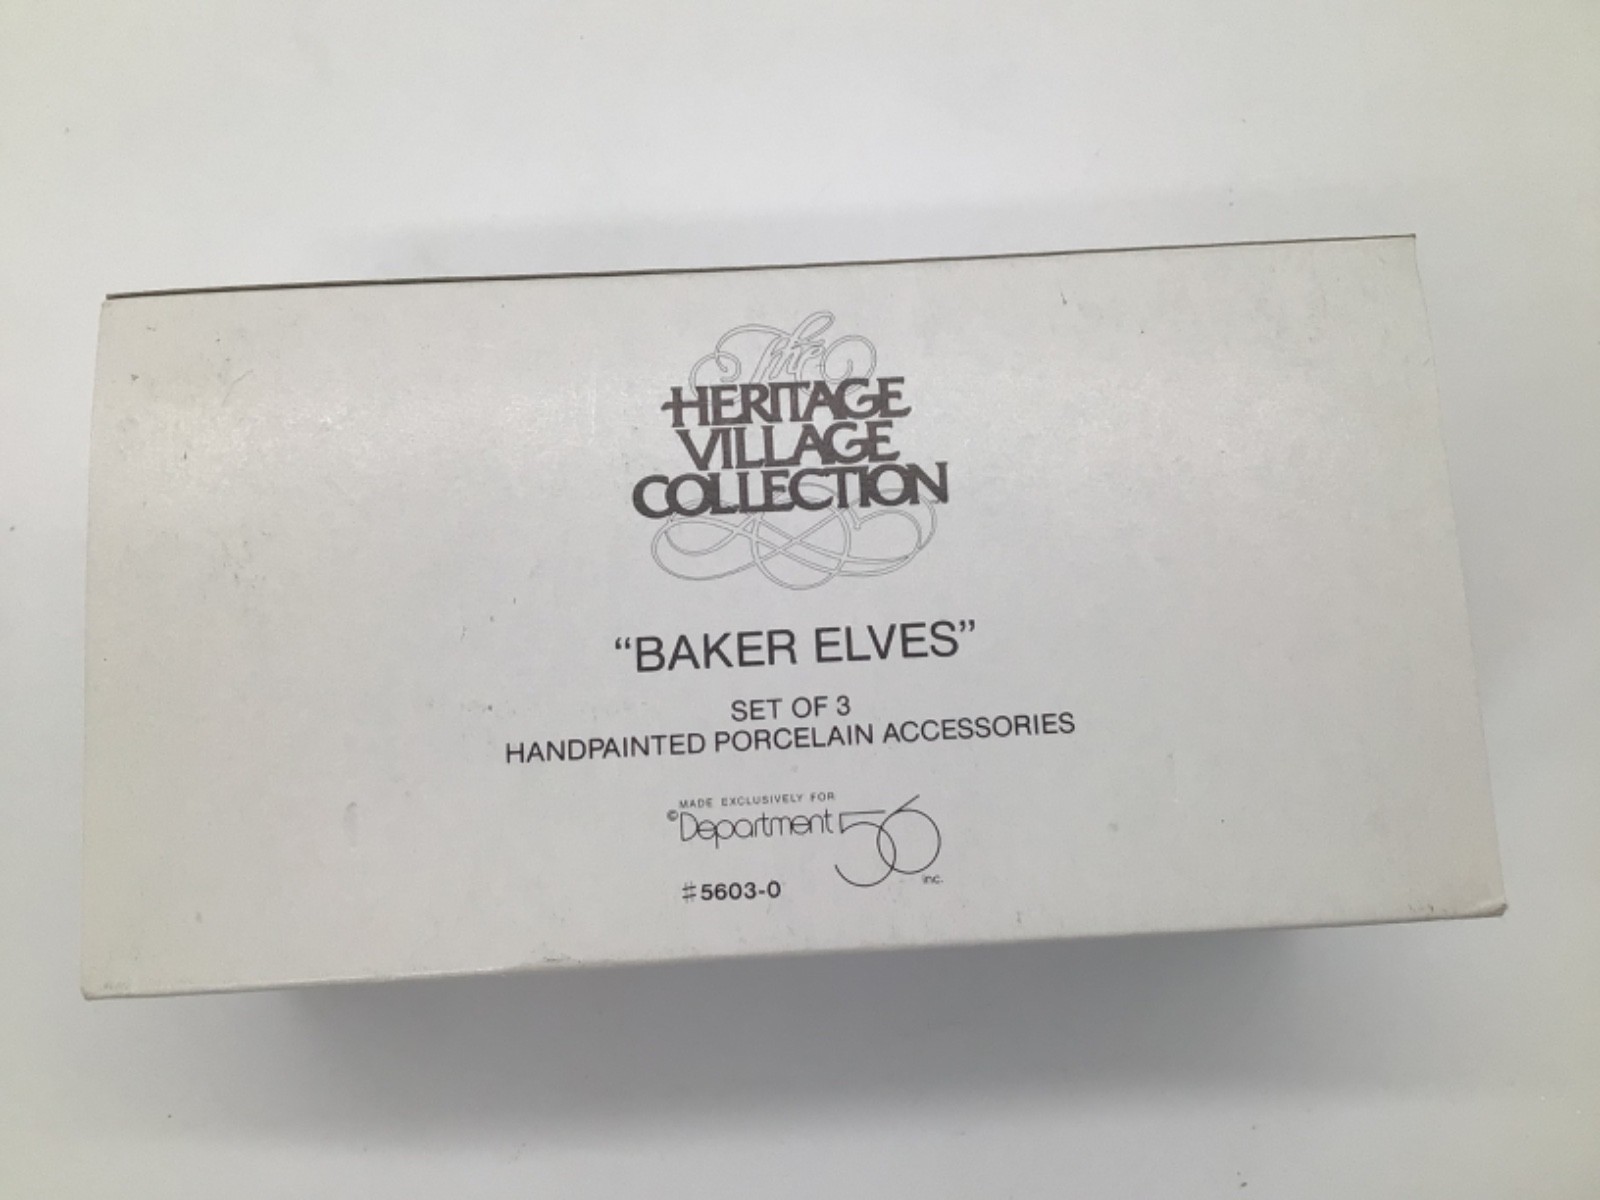 The
HERITAGE
VILLAGE
COLLECTION
“BAKER ELVES”
SET OF 3
HANDPAINTED PORCELAIN ACCESSORIES
MADE EXCLUSIVELY FOR
©Department 56
inc.
#5603-0